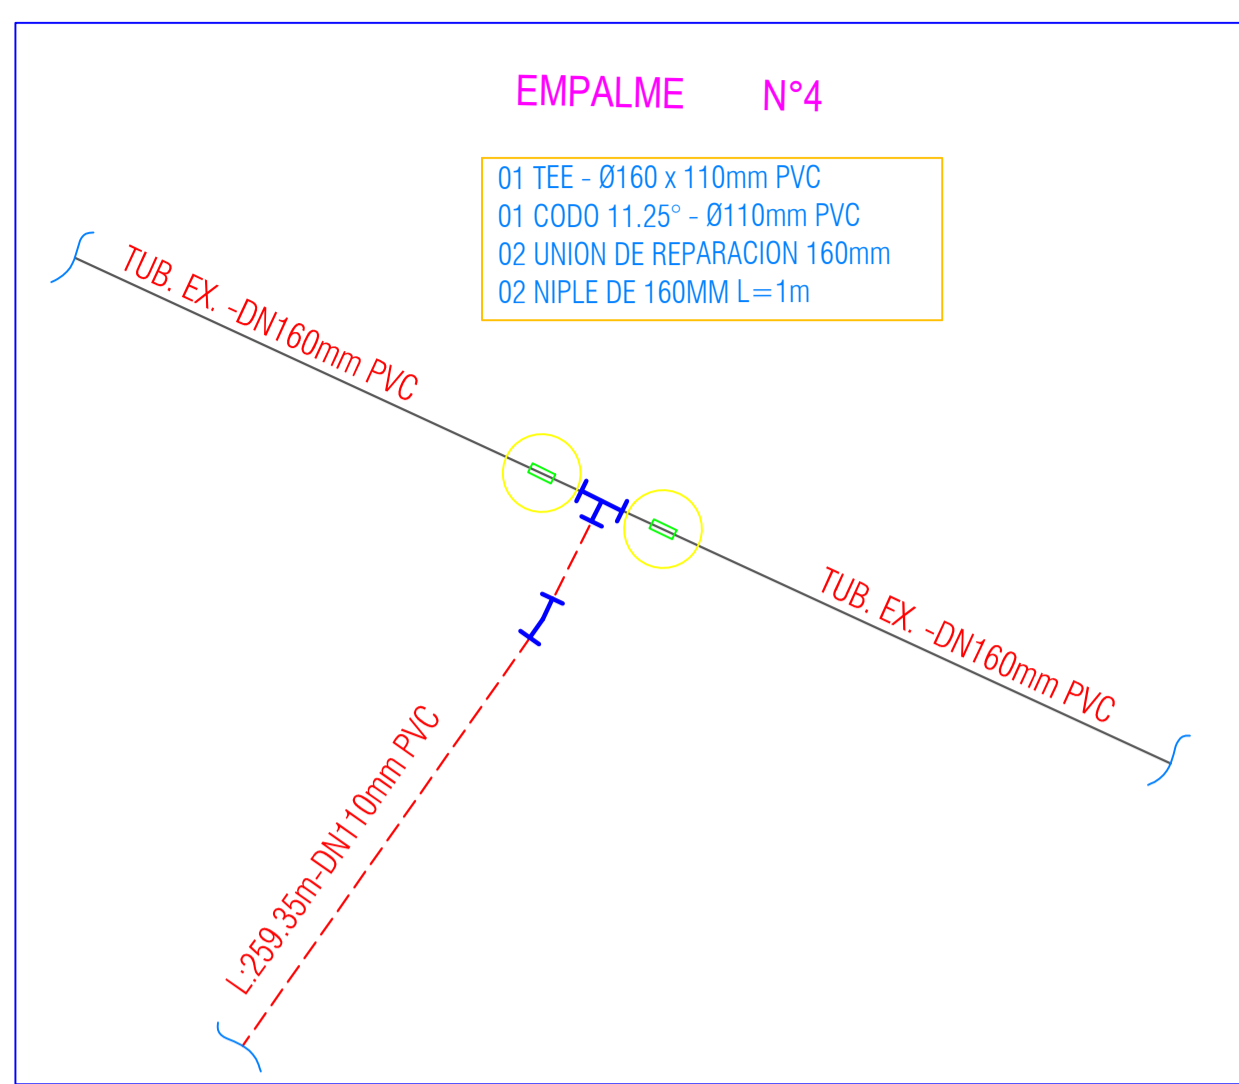 EMPALME N°4
01 TEE - Ø160 x 110mm PVC
01 CODO 11.25° - Ø110mm PVC
02 UNION DE REPARACION 160mm
02 NIPLE DE 160MM L=1m
TUB. EX. -DN160mm PVC
TUB. EX. -DN160mm PVC
L:259.35m-DN110mm PVC